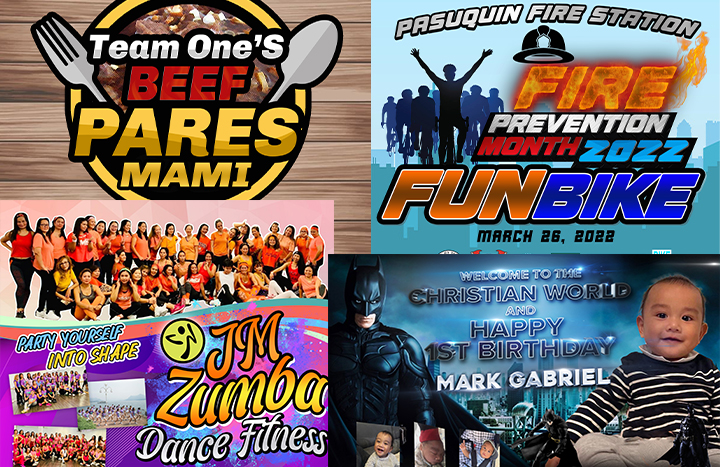 Team One'S
BEEF
PARES
MAMI
PASUQUIN FIRE STATION
FIRE
PREVENTION
MONTH 2022
FUNBIKE
MARCH 26, 2022
PARTY YOURSELF
INTO SHAPE
JM
Zumba
Dance Fitness
WELCOME TO THE
CHRISTIAN WORLD
AND
HAPPY
1ST BIRTHDAY
MARK GABRIEL